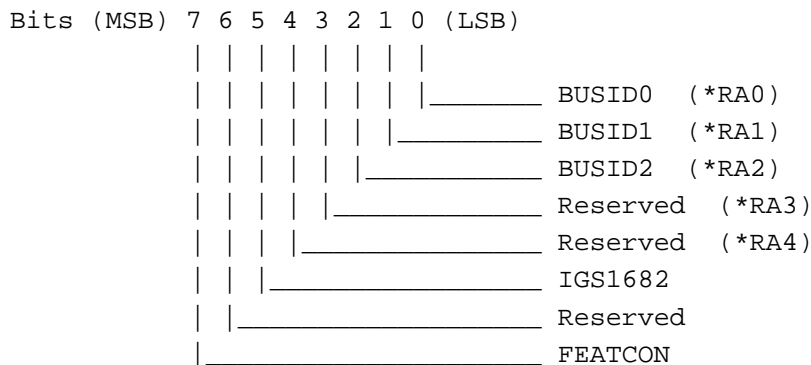 Bits (MSB) 7 6 5 4 3 2 1 0 (LSB)
BUSID0 (*RA0)
BUSID1 (*RA1)
BUSID2 (*RA2)
Reserved (*RA3)
Reserved (*RA4)
IGS1682
Reserved
FEATCON